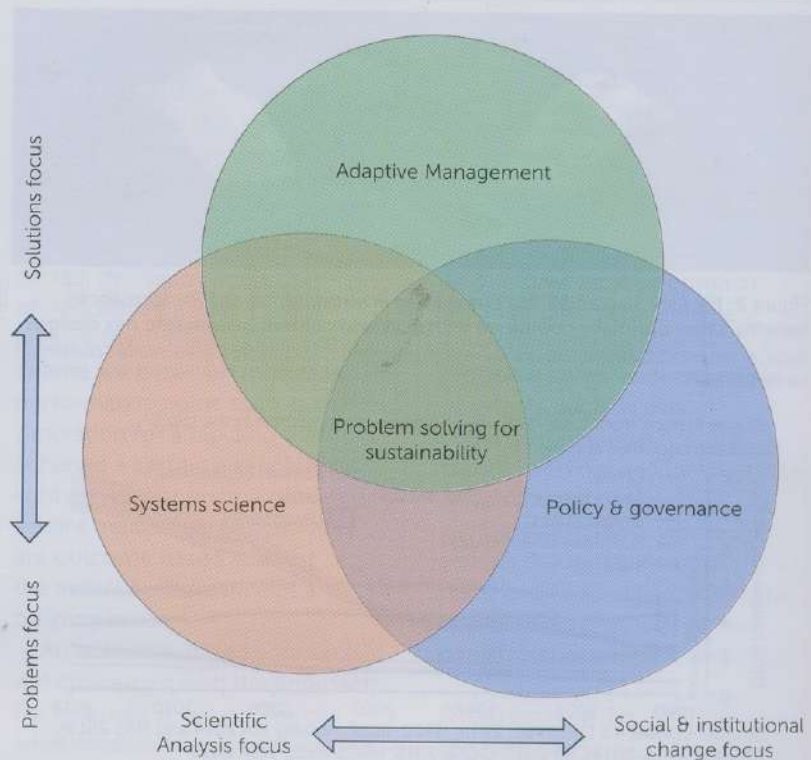 Solutions focus
Adaptive Management
Problem solving for
sustainability
Systems science
Policy & governance
Problems focus
Scientific
Analysis focus
Social & institutional
change focus